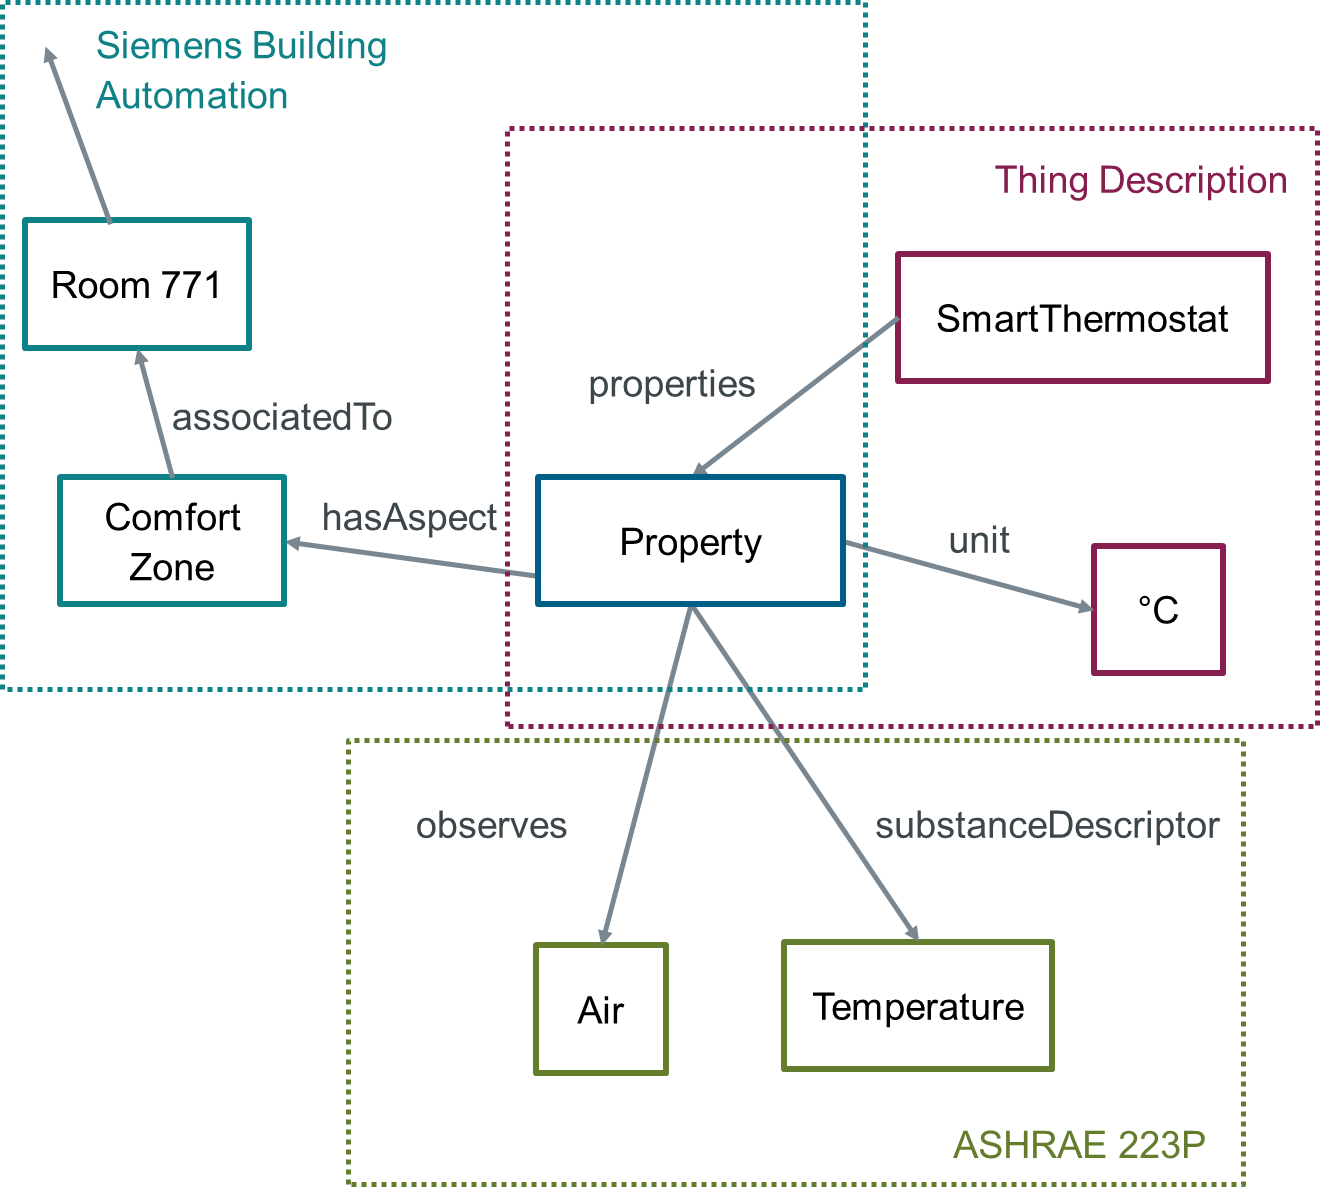 Siemens Building
Automation
Thing Description
Room 771
SmartThermostat
properties
associatedTo
Comfort
Zone
hasAspect
Property
unit
°C
observes
substanceDescriptor
Air
Temperature
ASHRAE 223P